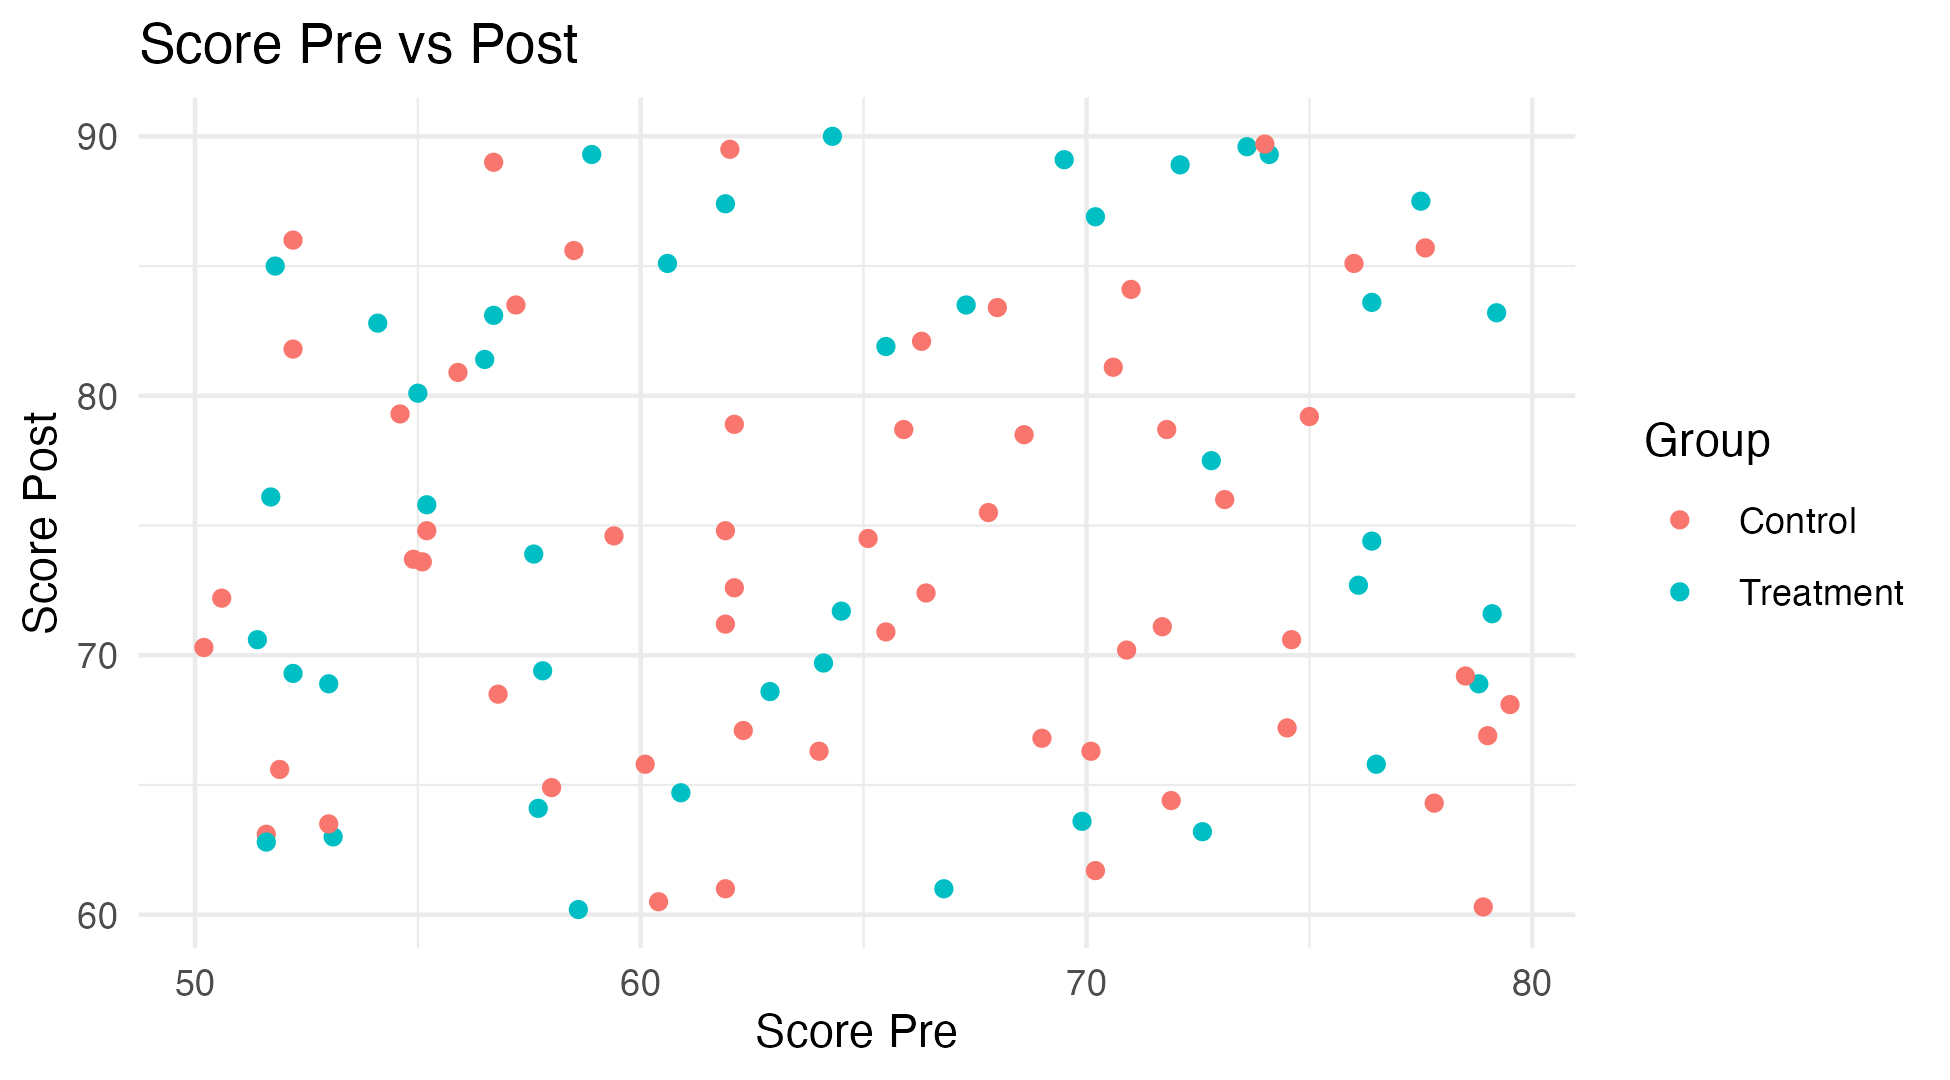 Score Pre vs Post
90
80
70
60
Score Post
50 60 70 80
Score Pre
Group
Control
Treatment